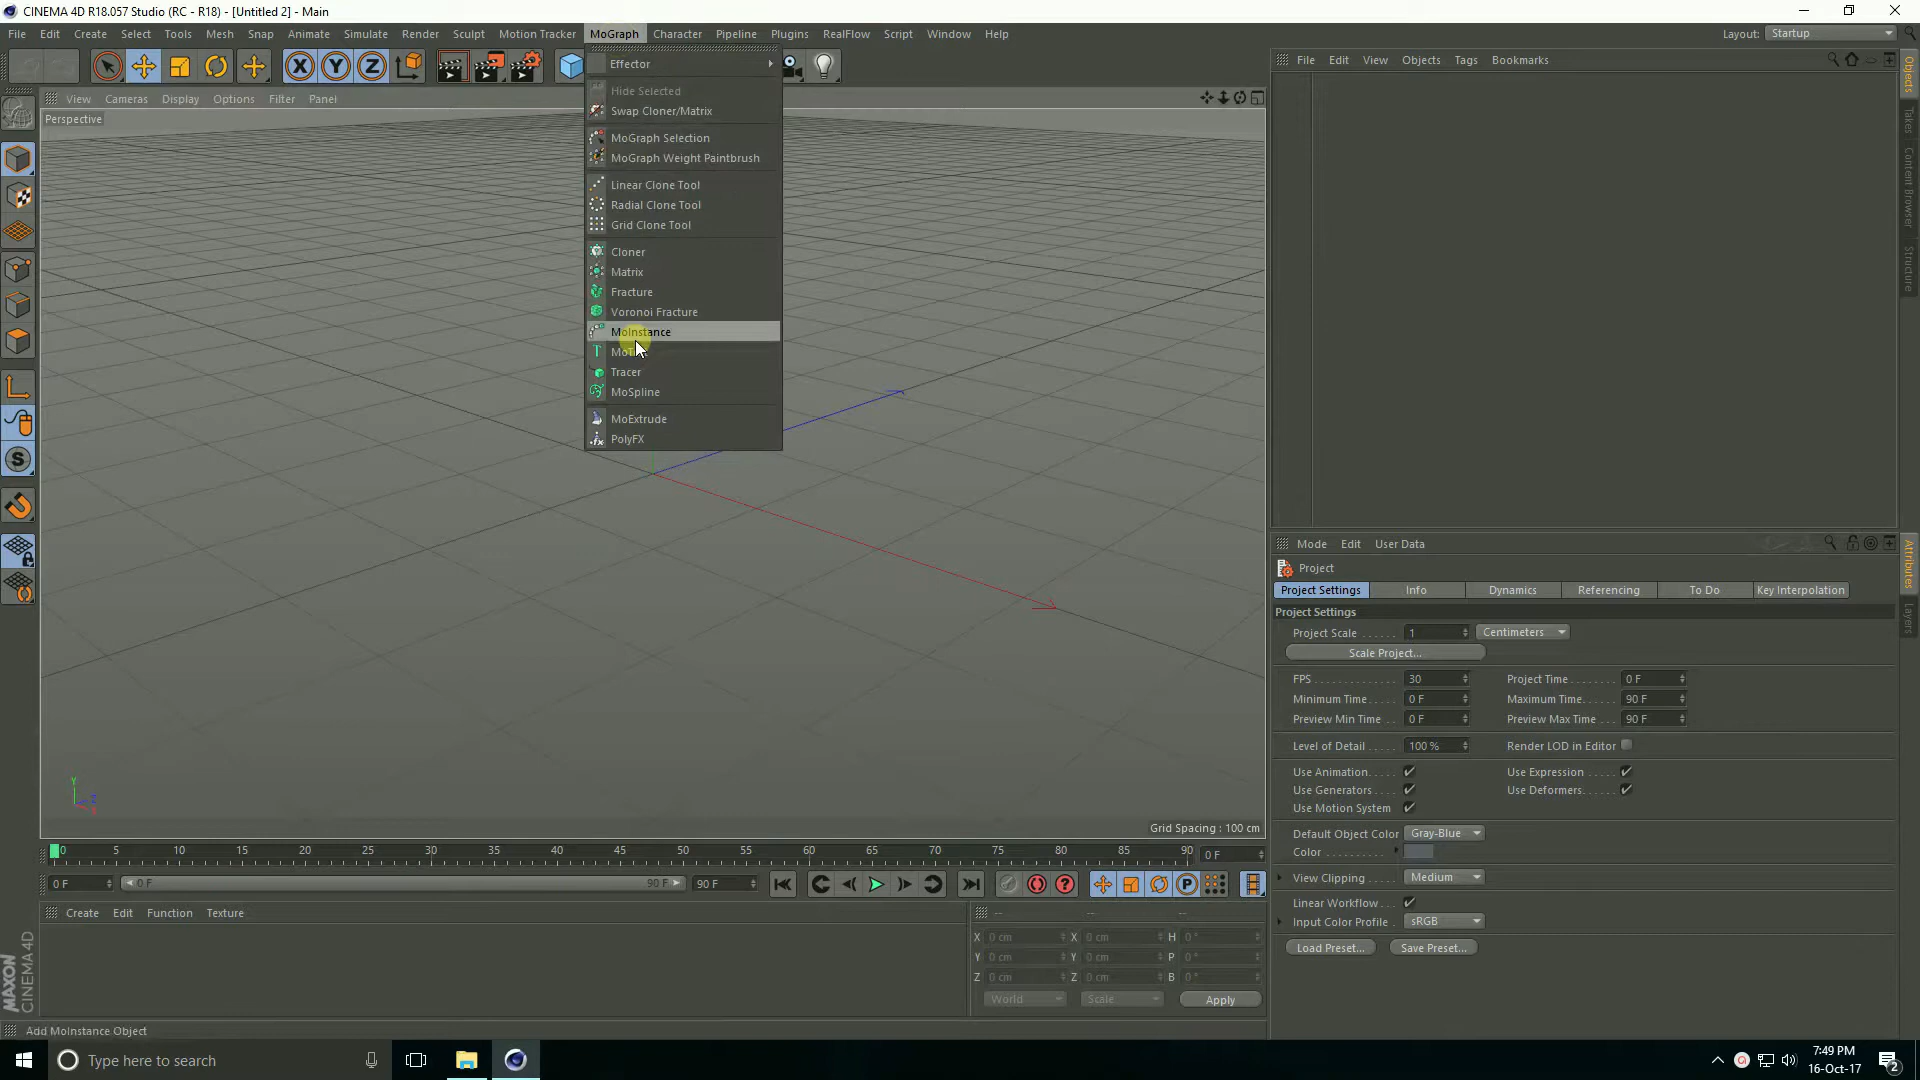 CINEMA 4D R18.057 Studio (RC - R18) - [Untitled 2] - Main
File Edit Create Select Tools Mesh Snap Animate Simulate Render Sculpt Motion Tracker MoGraph Character Pipeline Plugins RealFlow Script Window Help
Layout: Startup
View Cameras Display Options Filter Panel
Perspective
Effector
Hide Selected
Swap Cloner/Matrix
MoGraph Selection
MoGraph Weight Paintbrush
Linear Clone Tool
Radial Clone Tool
Grid Clone Tool
Cloner
Matrix
Fracture
Voronoi Fracture
MoInstance
Tracer
MoSpline
MoExtrude
PolyFX
File Edit View Objects Tags Bookmarks
Objects
Takes
Content Browser
Structure
Mode Edit User Data
Project
Project Settings Info Dynamics Referencing To Do Key Interpolation
Project Settings
Project Scale 1 Centimeters
Scale Project...
FPS 30 Project Time 0 F
Minimum Time 0 F Maximum Time 90 F
Preview Min Time 0 F Preview Max Time 90 F
Level of Detail 100 % Render LOD in Editor
Use Animation Use Expression
Use Generators Use Deformers
Use Motion System
Default Object Color Gray-Blue
Color
View Clipping Medium
Linear Workflow
Input Color Profile sRGB
Load Preset... Save Preset...
Attributes
Layers
Y
Z
X
Grid Spacing : 100 cm
0 5 10 15 20 25 30 35 40 45 50 55 60 65 70 75 80 85 90 0 F
0 F 0 F 90 F 90 F
Create Edit Function Texture
-- -- --
X 0 cm X 0 cm H 0 °
Y 0 cm Y 0 cm P 0 °
Z 0 cm Z 0 cm B 0 °
World Scale Apply
MAXON
CINEMA 4D
Add MoInstance Object
Type here to search
7:49 PM
16-Oct-17
2